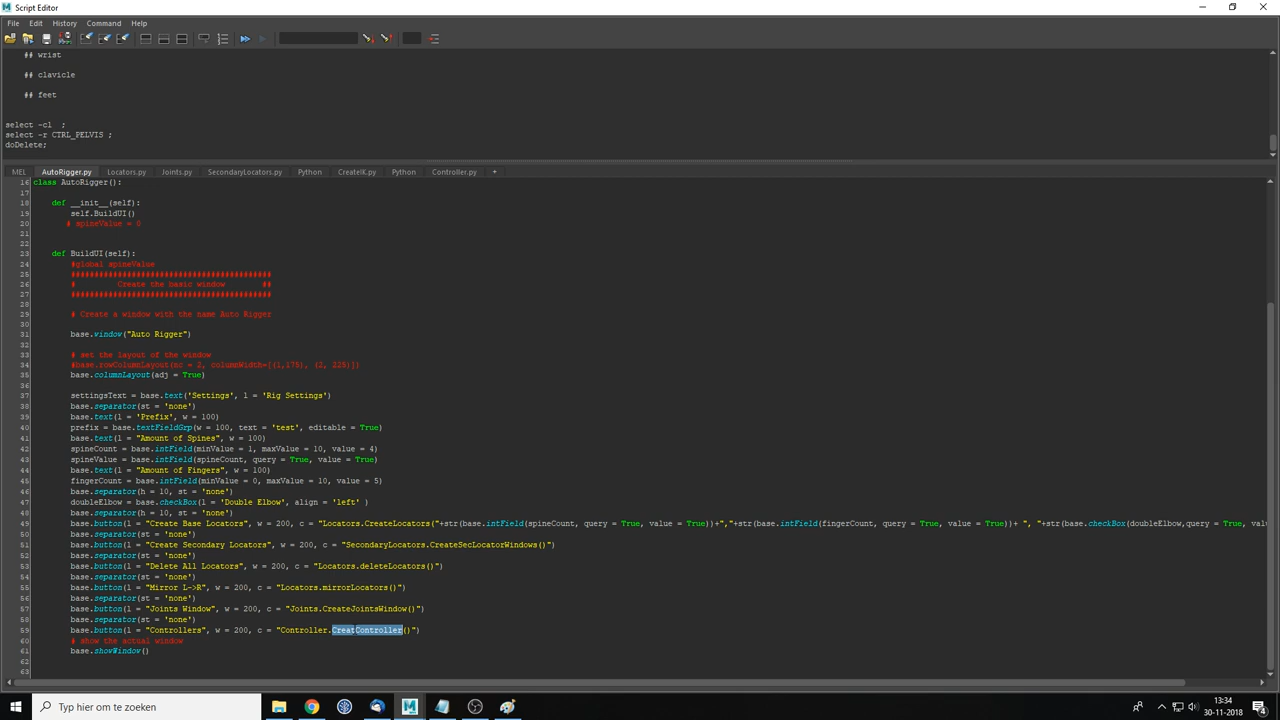 Script Editor
File Edit History Command Help
## wrist
## clavicle
## feet
select -cl ;
select -r CTRL_PELVIS ;
doDelete;
MEL AutoRigger.py Locators.py Joints.py SecondaryLocators.py Python CreateIK.py Python Controller.py +
16 class AutoRigger():
17
18 def __init__(self):
19 self.BuildUI()
20 # spineValue = 0
21
22
23 def BuildUI(self):
24 #global spineValue
25 ###########################################
26 # Create the basic window ##
27 ###########################################
28
29 # Create a window with the name Auto Rigger
30
31 base.window("Auto Rigger")
32
33 # set the layout of the window
34 #base.rowColumnLayout(nc = 2, columnWidth=[(1,175), (2, 225)])
35 base.columnLayout(adj = True)
36
37 settingsText = base.text('Settings', l = 'Rig Settings')
38 base.separator(st = 'none')
39 base.text(l = 'Prefix', w = 100)
40 prefix = base.textFieldGrp(w = 100, text = 'test', editable = True)
41 base.text(l = "Amount of Spines", w = 100)
42 spineCount = base.intField(minValue = 1, maxValue = 10, value = 4)
43 spineValue = base.intField(spineCount, query = True, value = True)
44 base.text(l = "Amount of Fingers", w = 100)
45 fingerCount = base.intField(minValue = 0, maxValue = 10, value = 5)
46 base.separator(h = 10, st = 'none')
47 doubleElbow = base.checkBox(l = 'Double Elbow', align = 'left' )
48 base.separator(h = 10, st = 'none')
49 base.button(l = "Create Base Locators", w = 200, c = "Locators.CreateLocators("+str(base.intField(spineCount, query = True, value = True))+","+str(base.intField(fingerCount, query = True, value = True))+ ", "+str(base.checkBox(doubleElbow,query = True, val
50 base.separator(st = 'none')
51 base.button(l = "Create Secondary Locators", w = 200, c = "SecondaryLocators.CreateSecLocatorWindows()")
52 base.separator(st = 'none')
53 base.button(l = "Delete All Locators", w = 200, c = "Locators.deleteLocators()")
54 base.separator(st = 'none')
55 base.button(l = "Mirror L->R", w = 200, c = "Locators.mirrorLocators()")
56 base.separator(st = 'none')
57 base.button(l = "Joints Window", w = 200, c = "Joints.CreateJointsWindow()")
58 base.separator(st = 'none')
59 base.button(l = "Controllers", w = 200, c = "Controller.CreatController()")
60 # show the actual window
61 base.showWindow()
62
63
Typ hier om te zoeken
13:34
30-11-2018
4